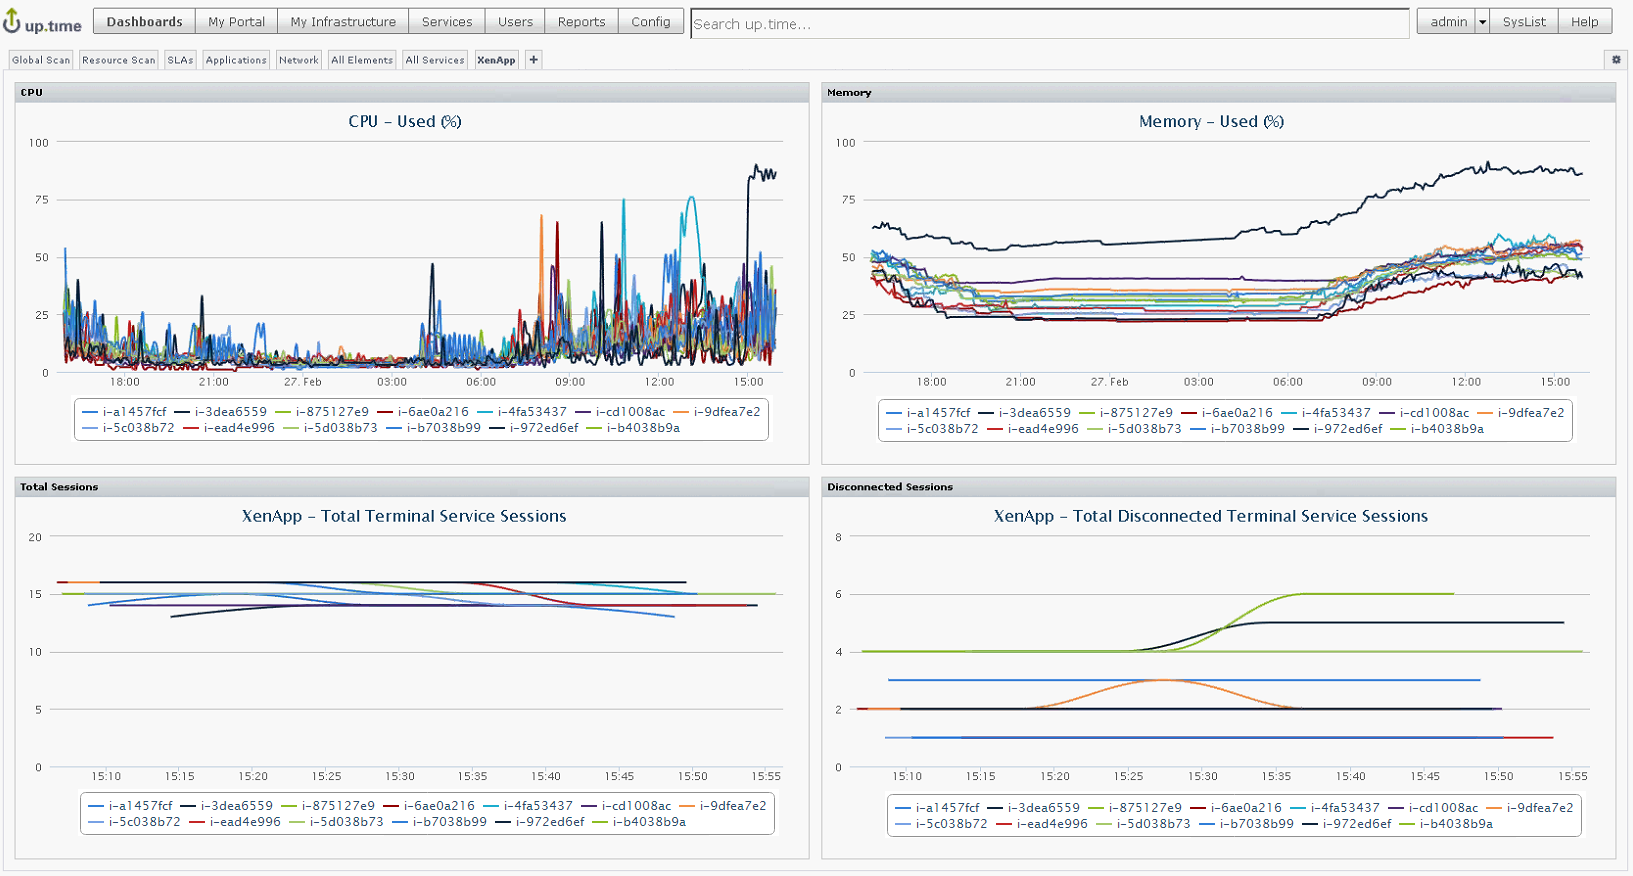 up.time Dashboards My Portal My Infrastructure Services Users Reports Config Search up.time... admin SysList Help
Global Scan Resource Scan SLAs Applications Network All Elements All Services XenApp +
CPU
CPU - Used (%)
100
75
50
25
0
18:00 21:00 27. Feb 03:00 06:00 09:00 12:00 15:00
i-a1457fcf i-3dea6559 i-875127e9 i-6ae0a216 i-4fa53437 i-cd1008ac i-9dfea7e2
i-5c038b72 i-ead4e996 i-5d038b73 i-b7038b99 i-972ed6ef i-b4038b9a
Memory
Memory - Used (%)
100
75
50
25
0
18:00 21:00 27. Feb 03:00 06:00 09:00 12:00 15:00
i-a1457fcf i-3dea6559 i-875127e9 i-6ae0a216 i-4fa53437 i-cd1008ac i-9dfea7e2
i-5c038b72 i-ead4e996 i-5d038b73 i-b7038b99 i-972ed6ef i-b4038b9a
Total Sessions
XenApp - Total Terminal Service Sessions
20
15
10
5
0
15:10 15:15 15:20 15:25 15:30 15:35 15:40 15:45 15:50 15:55
i-a1457fcf i-3dea6559 i-875127e9 i-6ae0a216 i-4fa53437 i-cd1008ac i-9dfea7e2
i-5c038b72 i-ead4e996 i-5d038b73 i-b7038b99 i-972ed6ef i-b4038b9a
Disconnected Sessions
XenApp - Total Disconnected Terminal Service Sessions
8
6
4
2
0
15:10 15:15 15:20 15:25 15:30 15:35 15:40 15:45 15:50 15:55
i-a1457fcf i-3dea6559 i-875127e9 i-6ae0a216 i-4fa53437 i-cd1008ac i-9dfea7e2
i-5c038b72 i-ead4e996 i-5d038b73 i-b7038b99 i-972ed6ef i-b4038b9a